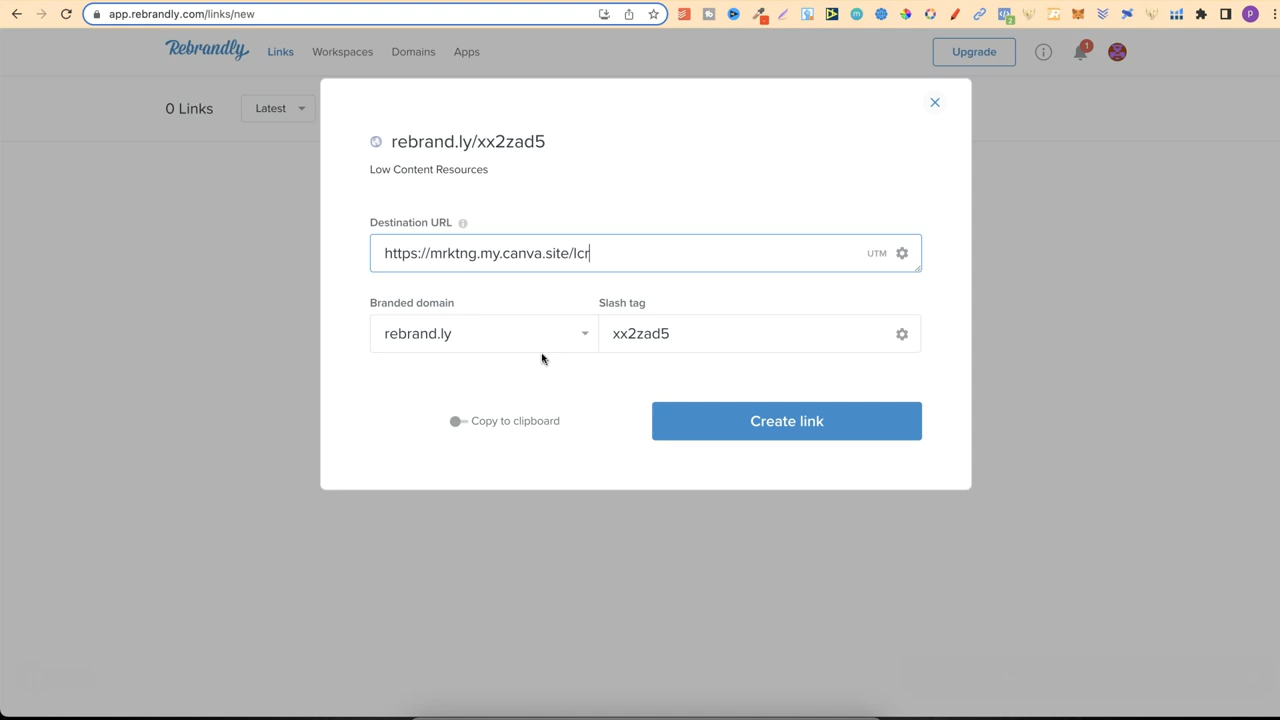 app.rebrandly.com/links/new
2
Rebrandly
Links
Workspaces
Domains
Apps
Upgrade
1
P
0 Links
Latest
rebrand.ly/xx2zad5
Low Content Resources
Destination URL
https://mrktng.my.canva.site/lcr
UTM
Branded domain
Slash tag
rebrand.ly
xx2zad5
Copy to clipboard
Create link